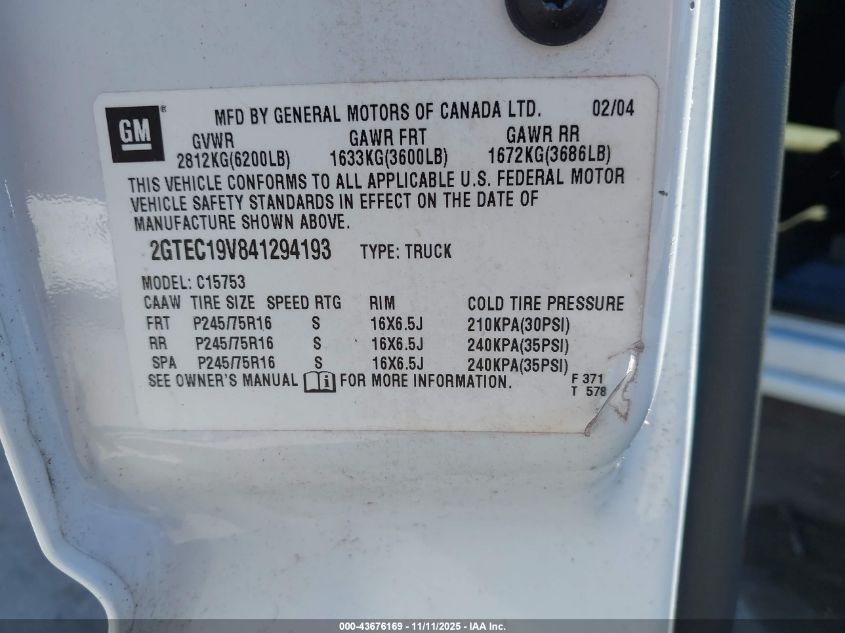 GM ®
MFD BY GENERAL MOTORS OF CANADA LTD. 02/04
GVWR GAWR FRT GAWR RR
2812KG(6200LB) 1633KG(3600LB) 1672KG(3686LB)
THIS VEHICLE CONFORMS TO ALL APPLICABLE U.S. FEDERAL MOTOR
VEHICLE SAFETY STANDARDS IN EFFECT ON THE DATE OF
MANUFACTURE SHOWN ABOVE.
2GTEC19V841294193 TYPE: TRUCK
MODEL: C15753
CAAW TIRE SIZE SPEED RTG RIM COLD TIRE PRESSURE
FRT P245/75R16 S 16X6.5J 210KPA(30PSI)
RR P245/75R16 S 16X6.5J 240KPA(35PSI)
SPA P245/75R16 S 16X6.5J 240KPA(35PSI)
SEE OWNER'S MANUAL i FOR MORE INFORMATION. F 371
T 578
000-43676169 - 11/11/2025 - IAA Inc.